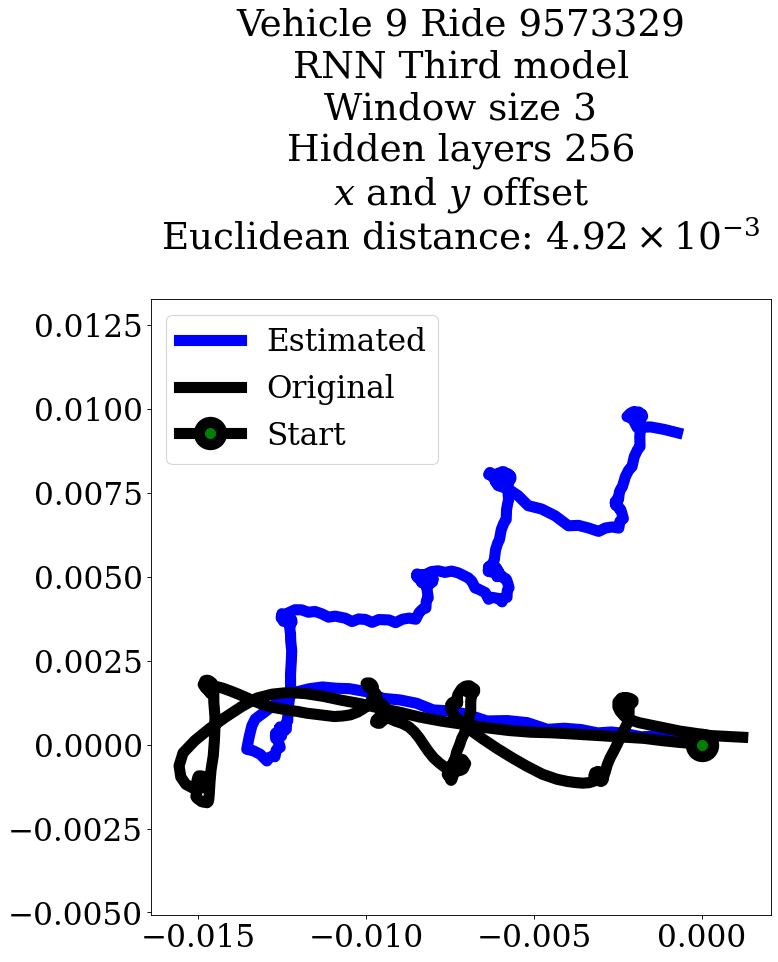 Vehicle 9 Ride 9573329
RNN Third model
Window size 3
Hidden layers 256
x and y offset
Euclidean distance: 4.92 × 10⁻³
0.0125
0.0100
0.0075
0.0050
0.0025
0.0000
−0.0025
−0.0050
Estimated
Original
Start
−0.015 −0.010 −0.005 0.000